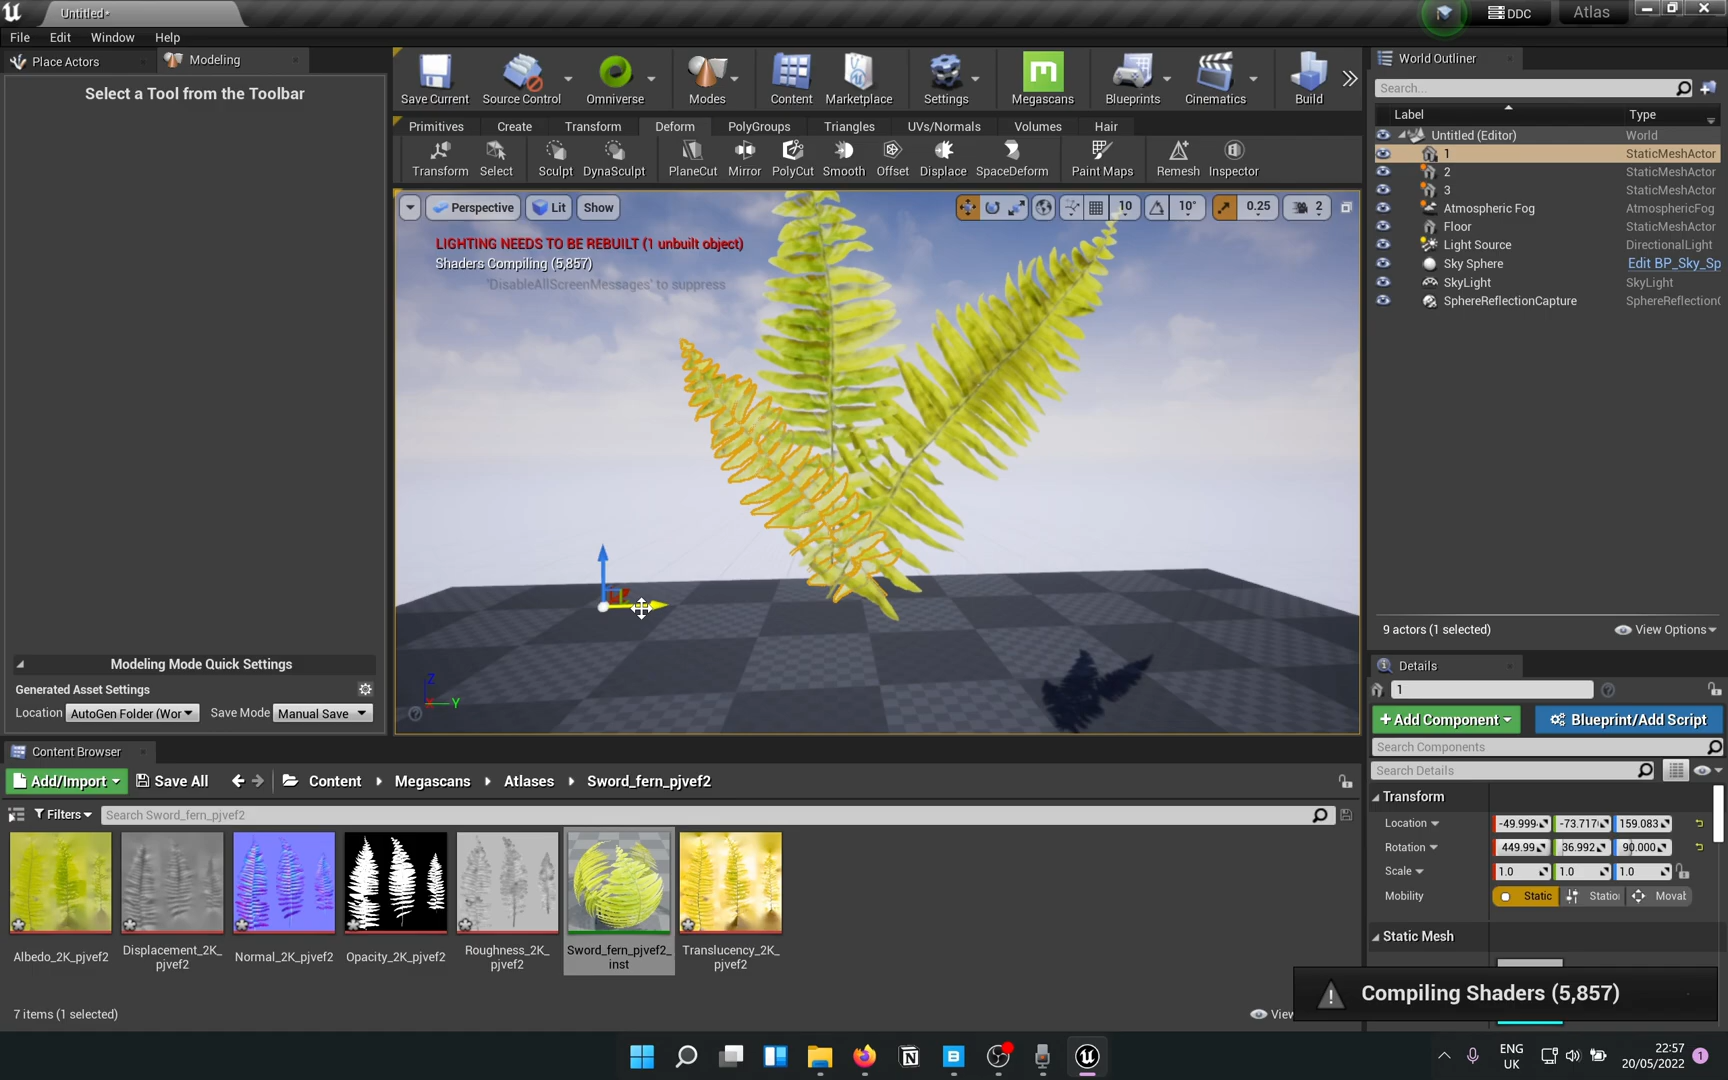 Untitled*
DDC
Atlas
File Edit Window Help
Place Actors
Modeling
Select a Tool from the Toolbar
Modeling Mode Quick Settings
Generated Asset Settings
Location AutoGen Folder (Wor Save Mode Manual Save
Save Current Source Control Omniverse Modes Content Marketplace Settings Megascans Blueprints Cinematics Build
Primitives Create Transform Deform PolyGroups Triangles UVs/Normals Volumes Hair
Transform Select Sculpt DynaSculpt PlaneCut Mirror PolyCut Smooth Offset Displace SpaceDeform Paint Maps Remesh Inspector
Perspective Lit Show 10 10° 0.25 2
LIGHTING NEEDS TO BE REBUILT (1 unbuilt object)
Shaders Compiling (5,857)
'DisableAllScreenMessages' to suppress
Z
Y
World Outliner
Search...
Label Type
Untitled (Editor) World
1 StaticMeshActor
2 StaticMeshActor
3 StaticMeshActor
Atmospheric Fog AtmosphericFog
Floor StaticMeshActor
Light Source DirectionalLight
Sky Sphere Edit BP_Sky_Sp
SkyLight SkyLight
SphereReflectionCapture SphereReflection
9 actors (1 selected) View Options
Details
1
+Add Component Blueprint/Add Script
Search Components
Search Details
Transform
Location -49.999 -73.717 159.083
Rotation 449.99 36.992 90.000
Scale 1.0 1.0 1.0
Mobility Static Statio Movab
Static Mesh
Compiling Shaders (5,857)
Content Browser
Add/Import Save All Content Megascans Atlases Sword_fern_pjvef2
Filters Search Sword_fern_pjvef2
Albedo_2K_pjvef2
Displacement_2K_
pjvef2
Normal_2K_pjvef2
Opacity_2K_pjvef2
Roughness_2K_
pjvef2
Sword_fern_pjvef2_
inst
Translucency_2K_
pjvef2
7 items (1 selected) View
ENG
UK
22:57
20/05/2022
1